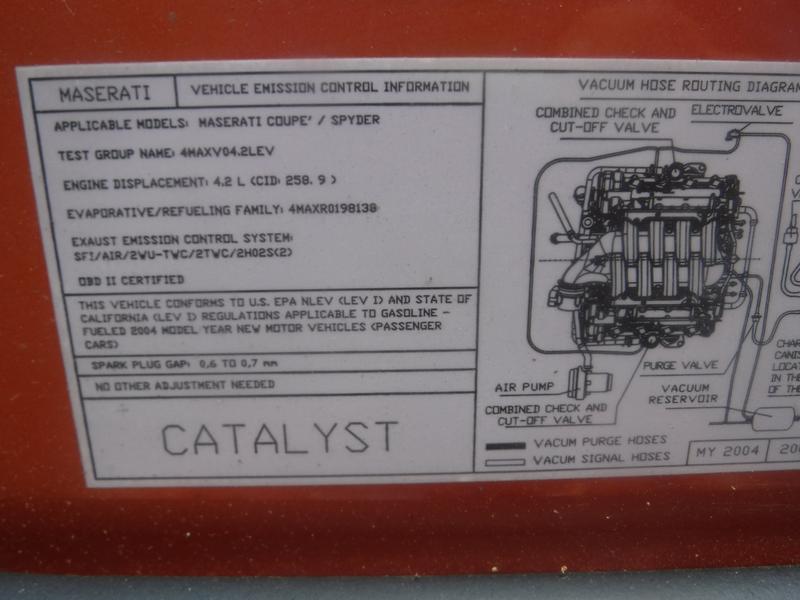 MASERATI
VEHICLE EMISSION CONTROL INFORMATION
APPLICABLE MODELS: MASERATI COUPE' / SPYDER
TEST GROUP NAME: 4MAXV04.2LEV
ENGINE DISPLACEMENT: 4.2 L (CID: 258.9)
EVAPORATIVE/REFUELING FAMILY: 4MAXR0198138
EXAUST EMISSION CONTROL SYSTEM:
SFI/AIR/2WU-TWC/2TWC/2HO2S(2)
OBD II CERTIFIED
THIS VEHICLE CONFORMS TO U.S. EPA NLEV (LEV I) AND STATE OF
CALIFORNIA (LEV I) REGULATIONS APPLICABLE TO GASOLINE -
FUELED 2004 MODEL YEAR NEW MOTOR VEHICLES (PASSENGER
CARS)
SPARK PLUG GAP: 0,6 TO 0,7 mm
NO OTHER ADJUSTMENT NEEDED
CATALYST
VACUUM HOSE ROUTING DIAGRAM
COMBINED CHECK AND
CUT-OFF VALVE
ELECTROVALVE
PURGE VALVE
AIR PUMP
VACUUM
RESERVOIR
COMBINED CHECK AND
CUT-OFF VALVE
IN THE
OF THE
VACUM PURGE HOSES
VACUM SIGNAL HOSES
MY 2004